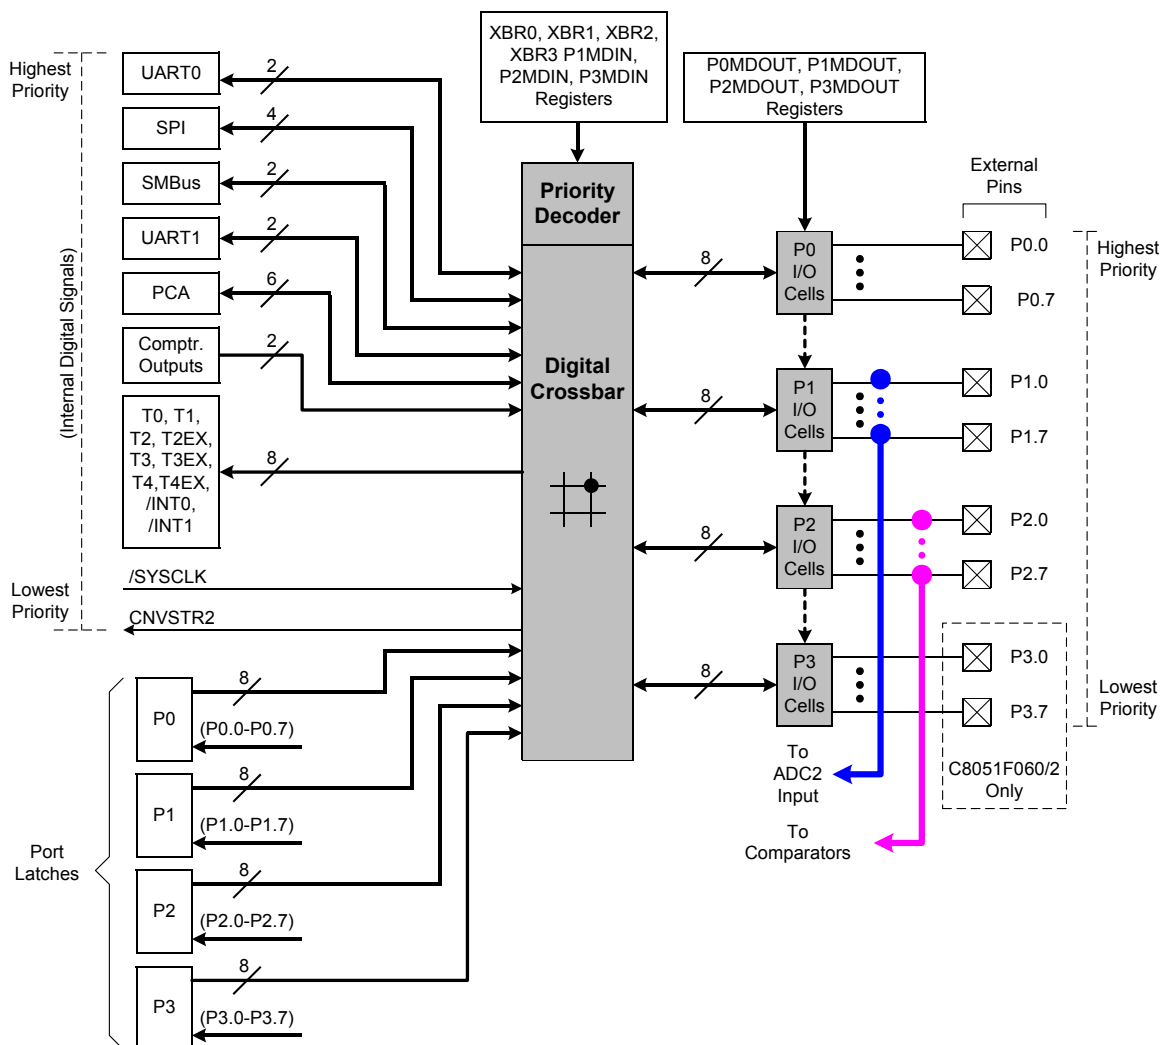 XBR0, XBR1, XBR2,
XBR3 P1MDIN,
P2MDIN, P3MDIN
Registers
P0MDOUT, P1MDOUT,
P2MDOUT, P3MDOUT
Registers
Highest
Priority
(Internal Digital Signals)
Lowest
Priority
UART0
2
SPI
4
SMBus
2
UART1
2
PCA
6
Comptr.
Outputs
2
T0, T1,
T2, T2EX,
T3, T3EX,
T4,T4EX,
/INT0,
/INT1
8
/SYSCLK
CNVSTR2
Port
Latches
P0
8
(P0.0-P0.7)
P1
8
(P1.0-P1.7)
P2
8
(P2.0-P2.7)
P3
8
(P3.0-P3.7)
Priority
Decoder
Digital
Crossbar
8
P0
I/O
Cells
8
P1
I/O
Cells
8
P2
I/O
Cells
8
P3
I/O
Cells
External
Pins
P0.0
P0.7
P1.0
P1.7
P2.0
P2.7
P3.0
P3.7
Highest
Priority
Lowest
Priority
C8051F060/2
Only
To
ADC2
Input
To
Comparators